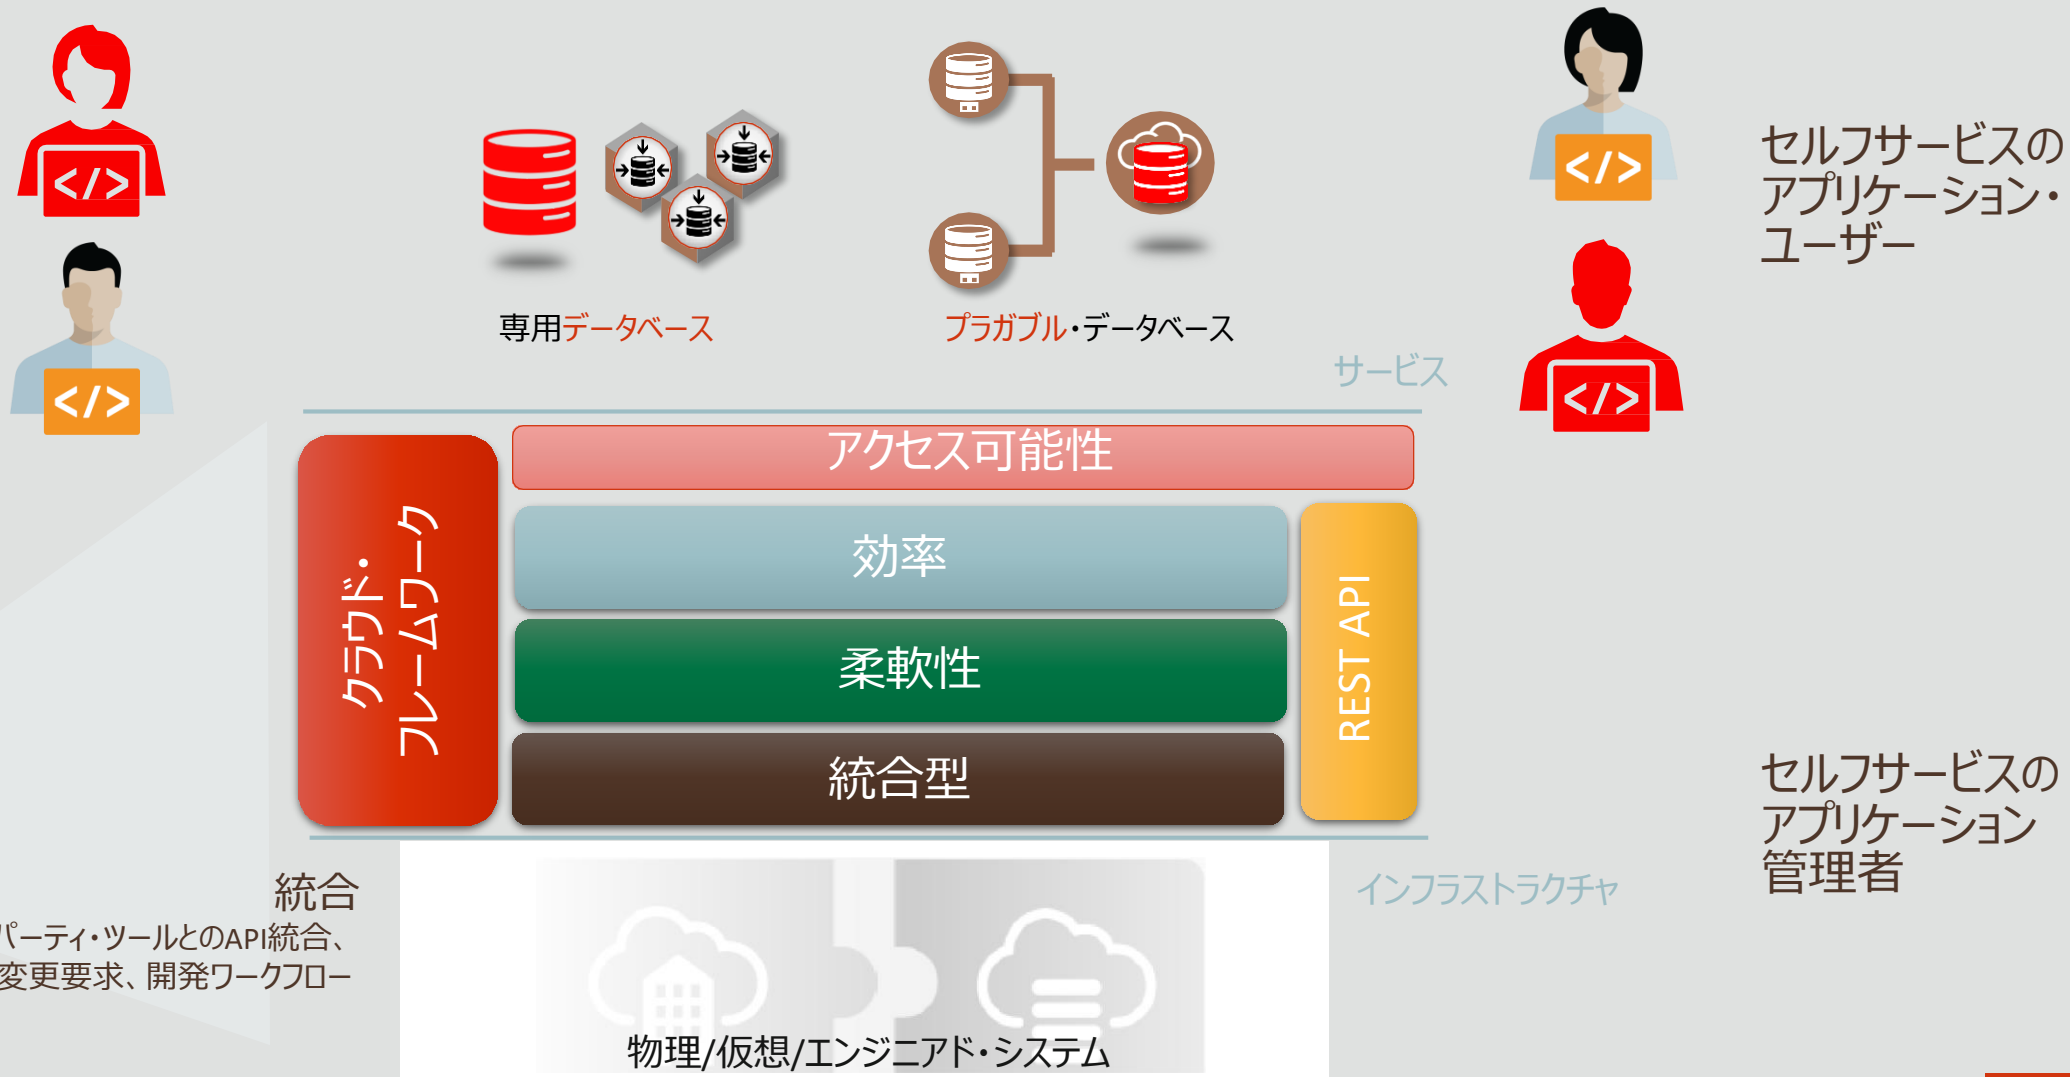 </>
</>
専用データベース
プラガブル・データベース
</>
</>
セルフサービスの
アプリケーション・
ユーザー
サービス
アクセス可能性
クラウド・
フレームワーク
効率
柔軟性
統合型
REST API
セルフサービスの
アプリケーション
管理者
インフラストラクチャ
統合
パーティ・ツールとのAPI統合、
変更要求、開発ワークフロー
物理/仮想/エンジニアド・システム